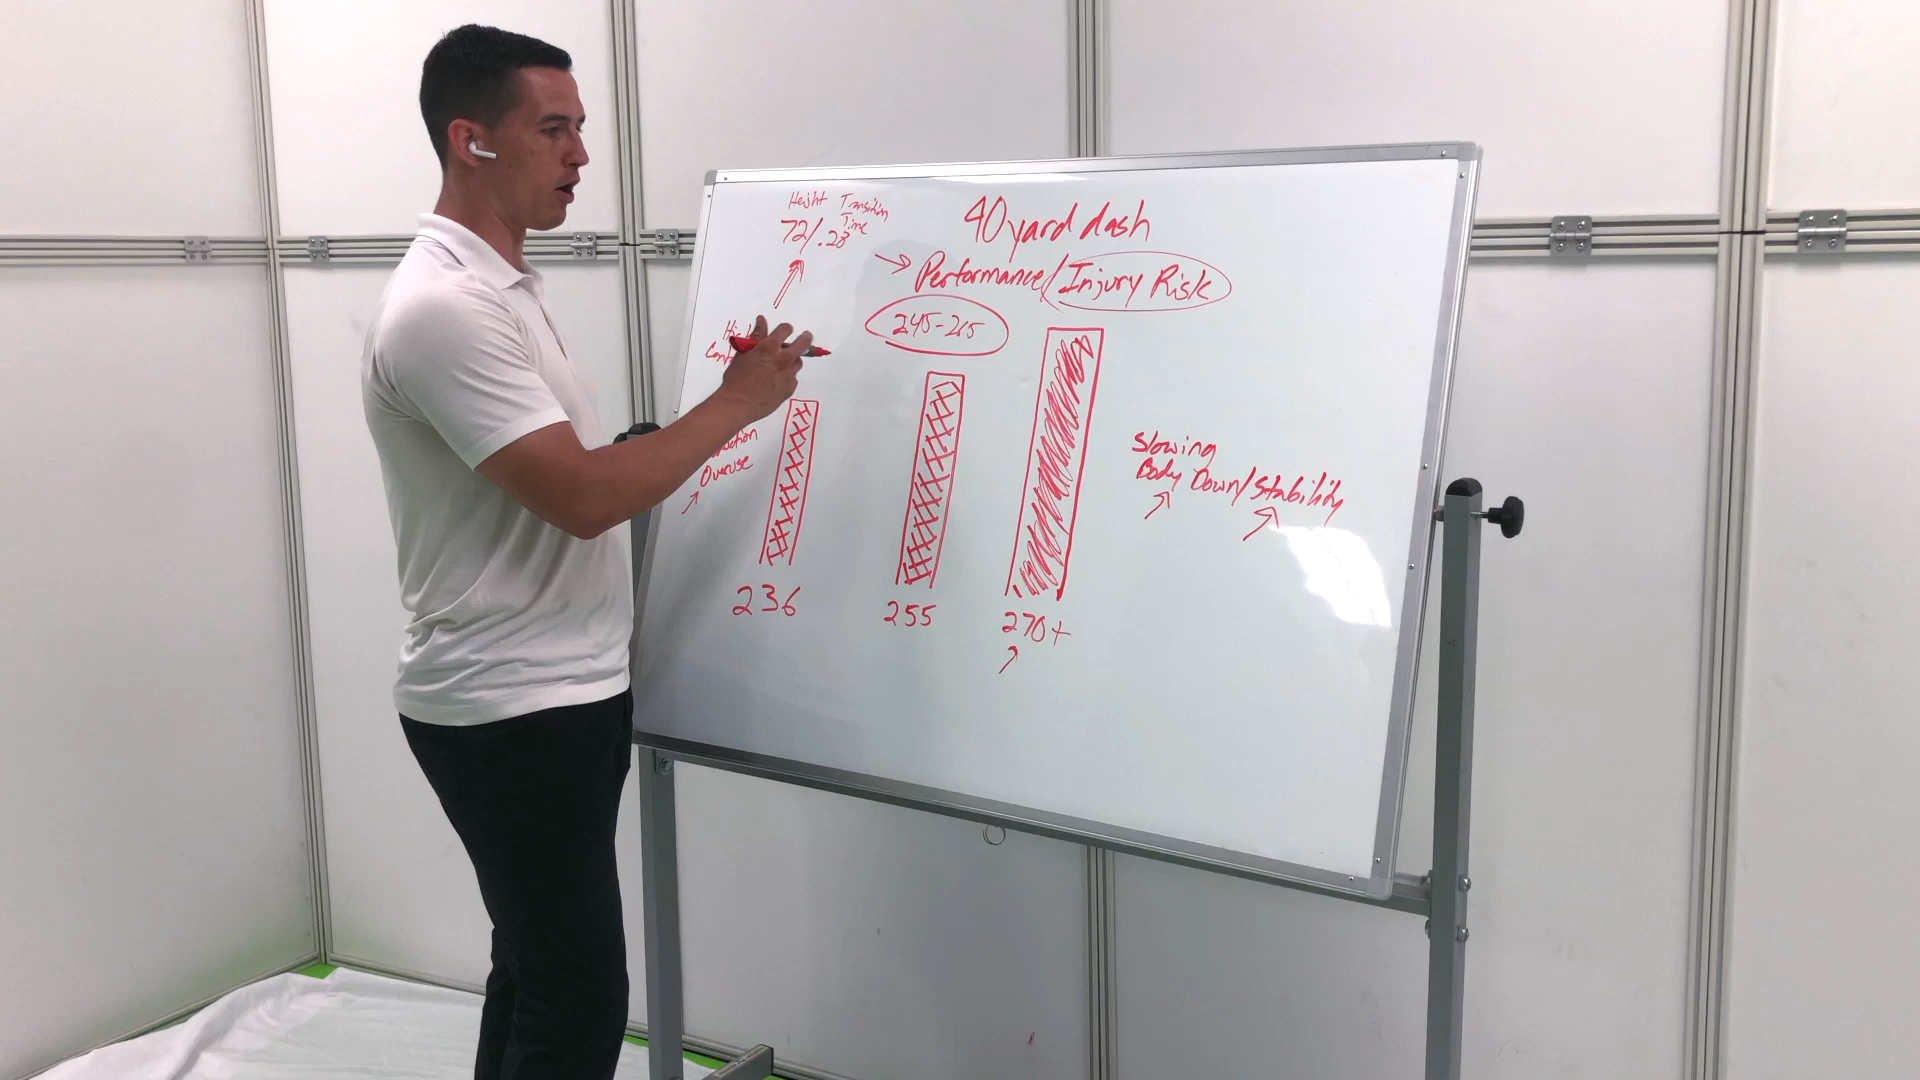 Height Transition
Time
72/.28
40 yard dash
Performance/Injury Risk
245-265
Overuse
Slowing
Body Down/Stability
236
255
270+